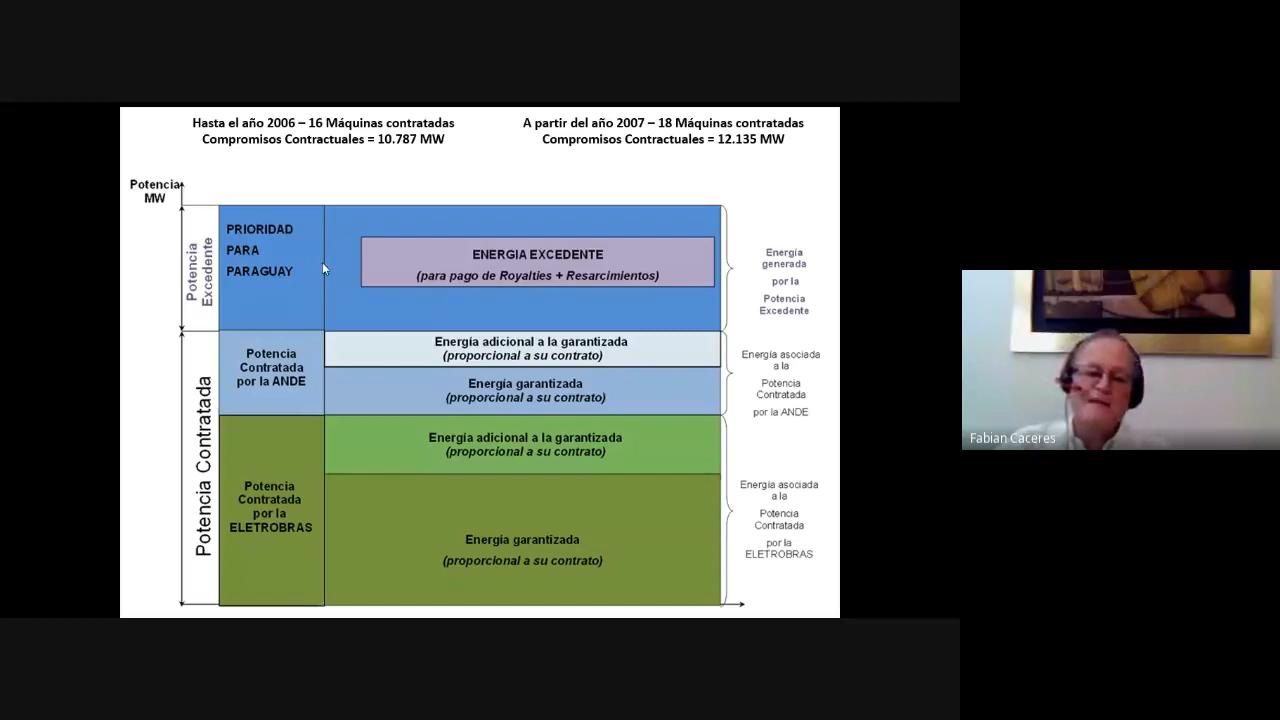 Hasta el año 2006 – 16 Máquinas contratadas
Compromisos Contractuales = 10.787 MW
A partir del año 2007 – 18 Máquinas contratadas
Compromisos Contractuales = 12.135 MW
Potencia
MW
Potencia
Excedente
PRIORIDAD
PARA
PARAGUAY
ENERGIA EXCEDENTE
(para pago de Royalties + Resarcimientos)
Energía
generada
por la
Potencia
Excedente
Potencia Contratada
Potencia
Contratada
por la ANDE
Energía adicional a la garantizada
(proporcional a su contrato)
Energía garantizada
(proporcional a su contrato)
Energía asociada
a la
Potencia
Contratada
por la ANDE
Potencia
Contratada
por la
ELETROBRAS
Energía adicional a la garantizada
(proporcional a su contrato)
Energía garantizada
(proporcional a su contrato)
Energía asociada
a la
Potencia
Contratada
por la
ELETROBRAS
Fabian Caceres